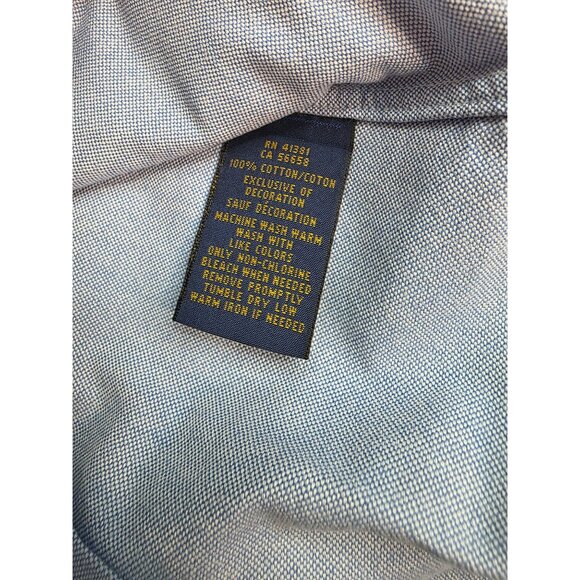 RN 41381
CA 56658
100% COTTON/COTON
EXCLUSIVE OF
DECORATION
SAUF DÉCORATION
MACHINE WASH WARM
WASH WITH
LIKE COLORS
ONLY NON-CHLORINE
BLEACH WHEN NEEDED
REMOVE PROMPTLY
TUMBLE DRY LOW
WARM IRON IF NEEDED